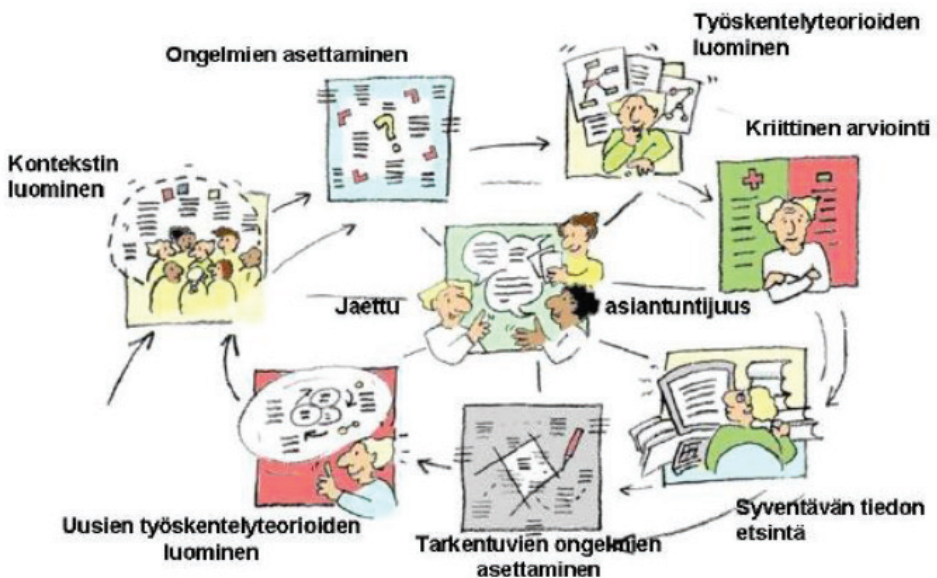 Ongelmien asettaminen
Työskentelyteorioiden
luominen
Kriittinen arviointi
Kontekstin
luominen
Jaettu
asiantuntijuus
Syventävän tiedon
etsintä
Tarkentuvien ongelmien
asettaminen
Uusien työskentelyteorioiden
luominen